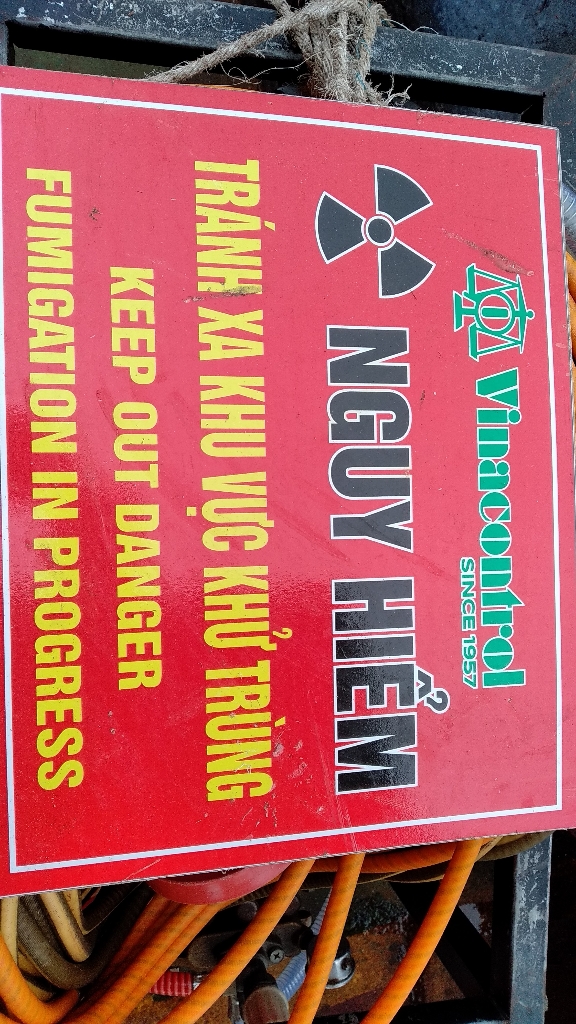 Vinacontrol
SINCE 1957
NGUY HIỂM
TRÁNH XA KHU VỰC KHỬ TRÙNG
KEEP OUT DANGER
FUMIGATION IN PROGRESS